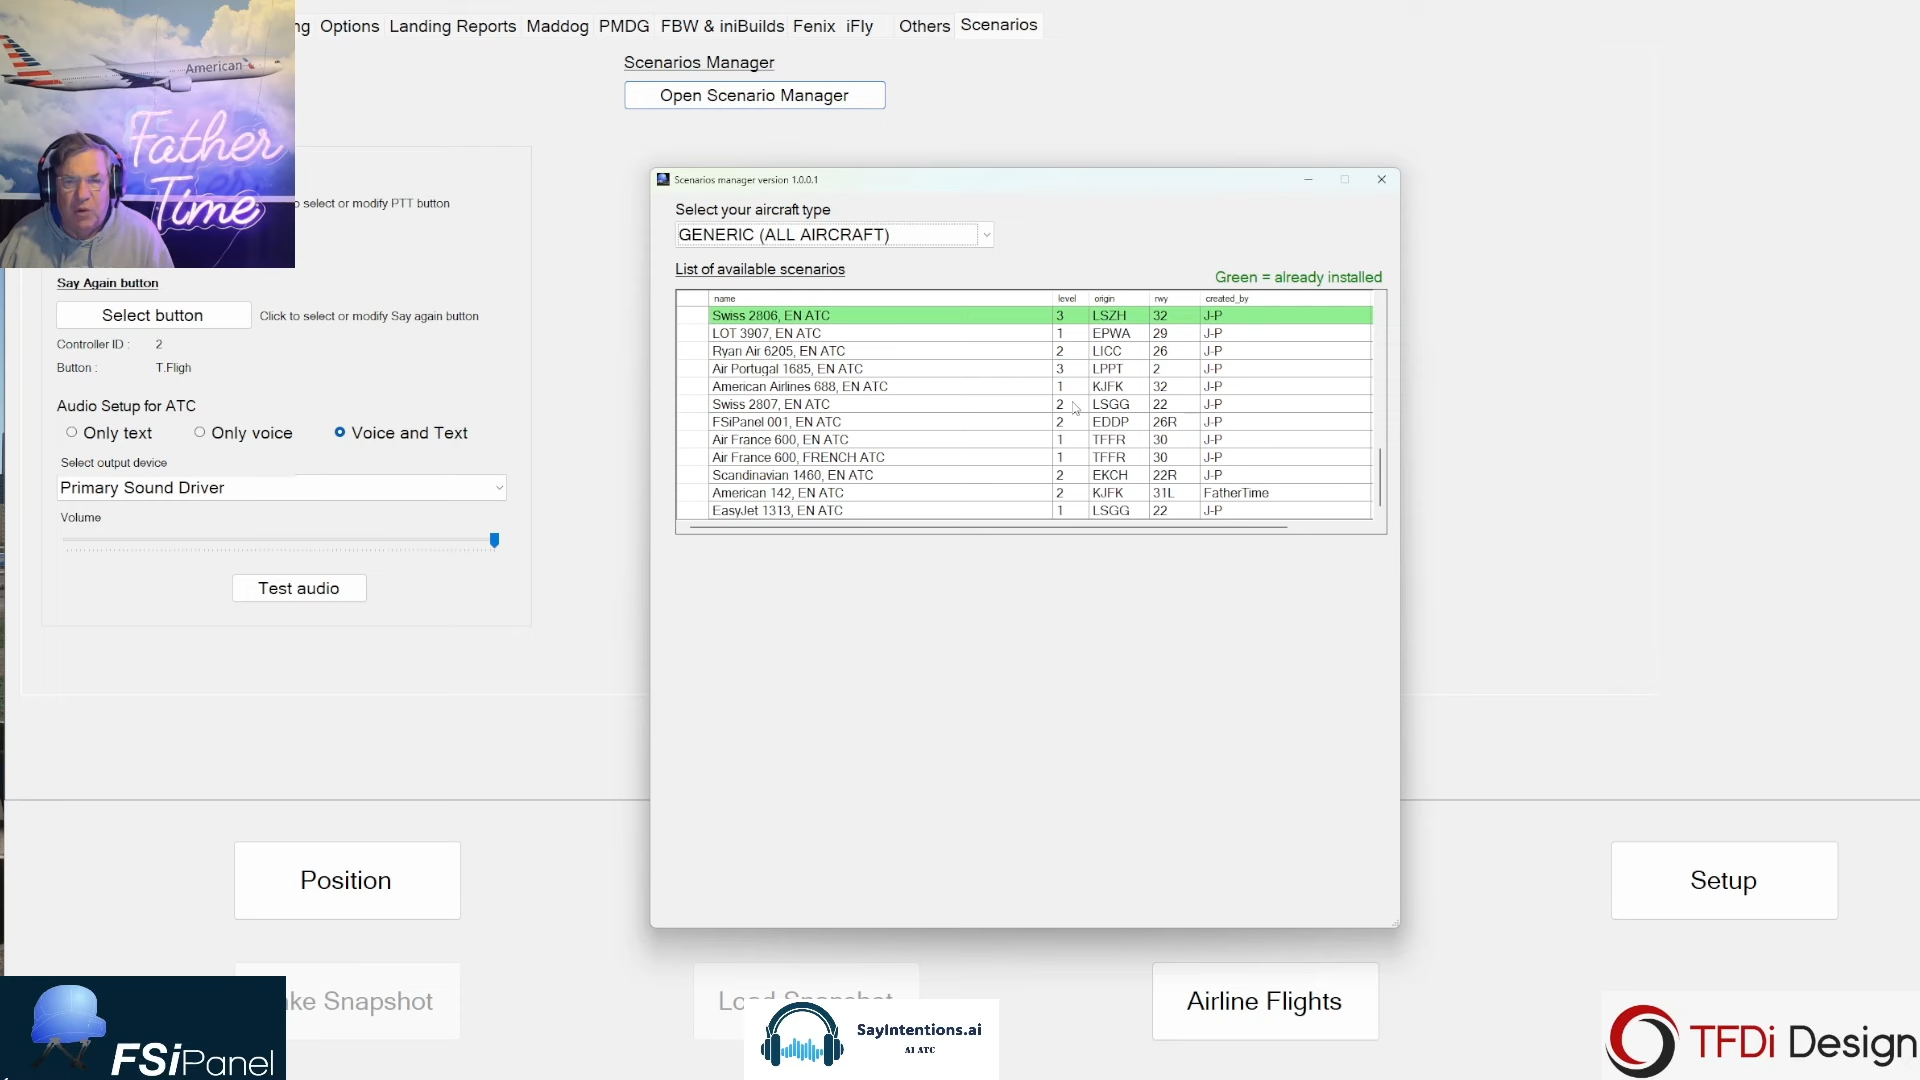 ng Options Landing Reports Maddog PMDG FBW & iniBuilds Fenix iFly Others Scenarios
American
Father
Time
Scenarios Manager
Open Scenario Manager
Scenarios manager version 1.0.0.1
Select your aircraft type
GENERIC (ALL AIRCRAFT)
List of available scenarios
Green = already installed
name level origin rwy created_by
Swiss 2806, EN ATC 3 LSZH 32 J-P
LOT 3907, EN ATC 1 EPWA 29 J-P
Ryan Air 6205, EN ATC 2 LICC 26 J-P
Air Portugal 1685, EN ATC 3 LPPT 2 J-P
American Airlines 688, EN ATC 1 KJFK 32 J-P
Swiss 2807, EN ATC 2 LSGG 22 J-P
FSiPanel 001, EN ATC 2 EDDP 26R J-P
Air France 600, EN ATC 1 TFFR 30 J-P
Air France 600, FRENCH ATC 1 TFFR 30 J-P
Scandinavian 1460, EN ATC 2 EKCH 22R J-P
American 142, EN ATC 2 KJFK 31L FatherTime
EasyJet 1313, EN ATC 1 LSGG 22 J-P
o select or modify PTT button
Say Again button
Select button Click to select or modify Say again button
Controller ID : 2
Button : T.Fligh
Audio Setup for ATC
Only text Only voice Voice and Text
Select output device
Primary Sound Driver
Volume
Test audio
Position
Setup
ke Snapshot
Load Snapshot
Airline Flights
FSiPanel
SayIntentions.ai
AI ATC
TFDi Design